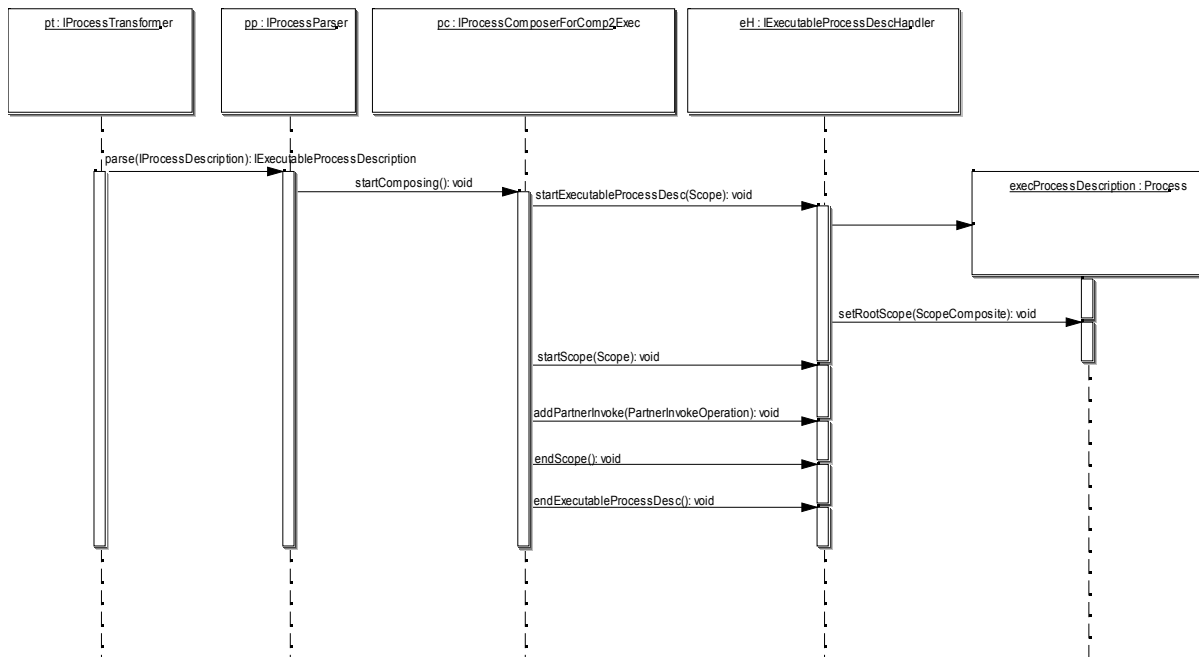 pt : IProcessTransformer
pp : IProcessParser
pc : IProcessComposerForComp2Exec
eH : IExecutableProcessDescHandler
parse(IProcessDescription): IExecutableProcessDescription
startComposing(): void
startExecutableProcessDesc(Scope): void
execProcessDescription : Process
setRootScope(ScopeComposite): void
startScope(Scope): void
addPartnerInvoke(PartnerInvokeOperation): void
endScope(): void
endExecutableProcessDesc(): void